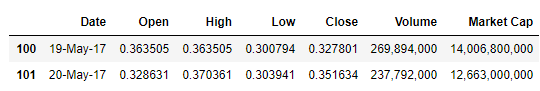 Date Open High Low Close Volume Market Cap
100 19-May-17 0.363505 0.363505 0.300794 0.327801 269,894,000 14,006,800,000
101 20-May-17 0.328631 0.370361 0.303941 0.351634 237,792,000 12,663,000,000